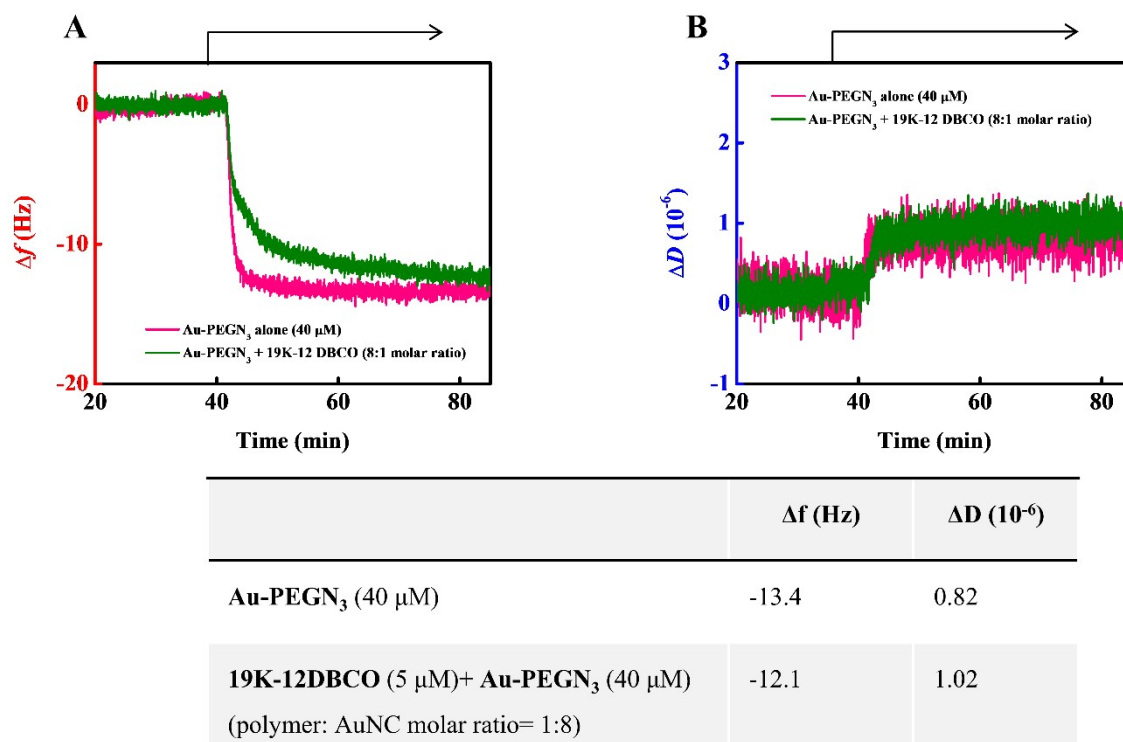 A
Δf (Hz)
0
-10
-20
20
40
60
80
Time (min)
Au-PEGN₃ alone (40 μM)
Au-PEGN₃ + 19K-12 DBCO (8:1 molar ratio)
B
ΔD (10⁻⁶)
3
2
1
0
-1
20
40
60
80
Time (min)
Au-PEGN₃ alone (40 μM)
Au-PEGN₃ + 19K-12 DBCO (8:1 molar ratio)
Δf (Hz) ΔD (10⁻⁶)
Au-PEGN₃ (40 μM) -13.4 0.82
19K-12DBCO (5 μM)+ Au-PEGN₃ (40 μM) -12.1 1.02
(polymer: AuNC molar ratio= 1:8)